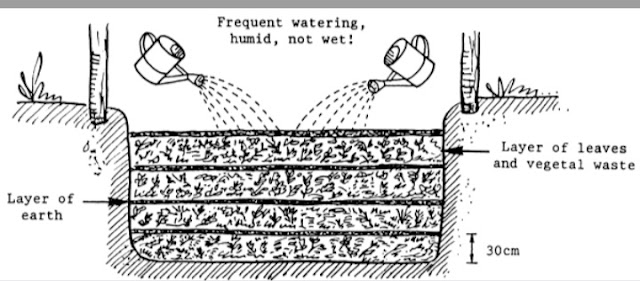 Frequent watering,
humid, not wet!
Layer of leaves
and vegetal waste
Layer of
earth
30cm